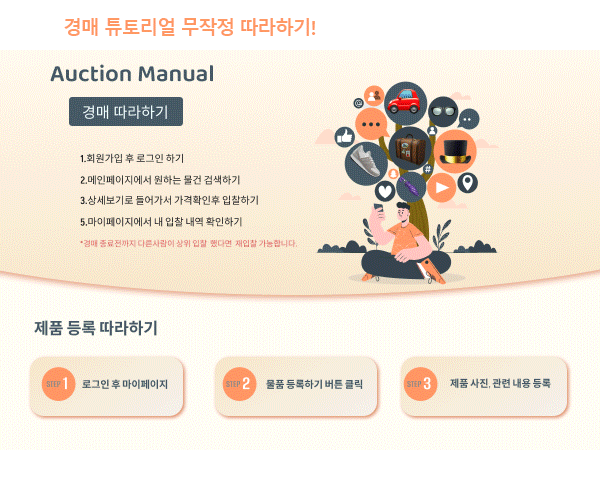 경매 튜토리얼 무작정 따라하기!
Auction Manual
경매 따라하기
1.회원가입 후 로그인 하기
2.메인페이지에서 원하는 물건 검색하기
3.상세보기로 들어가서 가격확인후 입찰하기
5.마이페이지에서 내 입찰 내역 확인하기
*경매 종료전까지 다른사람이 상위 입찰 했다면 재입찰 가능합니다.
제품 등록 따라하기
STEP 1 로그인 후 마이페이지
STEP 2 물품 등록하기 버튼 클릭
STEP 3 제품 사진, 관련 내용 등록